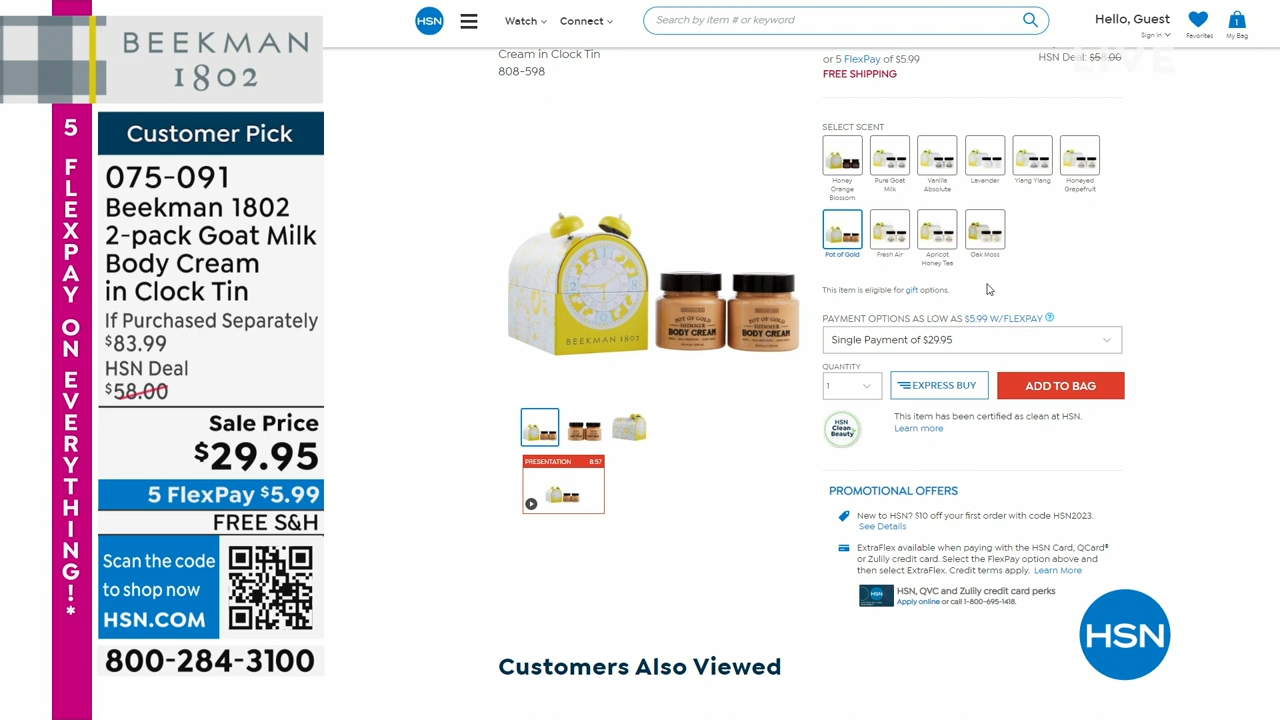 BEEKMAN
1802
5 FLEXPAY ON EVERYTHING!*
Customer Pick
075-091
Beekman 1802
2-pack Goat Milk
Body Cream
in Clock Tin
If Purchased Separately
$83.99
HSN Deal
$58.00
Sale Price
$29.95
5 FlexPay $5.99
FREE S&H
Scan the code
to shop now
HSN.COM
800-284-3100
HSN
Watch
Connect
Search by item # or keyword
Hello, Guest
Sign in
Favorites
1
My Bag
LIVE
Cream in Clock Tin
808-598
or 5 FlexPay of $5.99
FREE SHIPPING
HSN Deal: $58.00
SELECT SCENT
Honey
Orange
Blossom
Pure Goat
Milk
Vanilla
Absolute
Lavender
Ylang Ylang
Honeyed
Grapefruit
Pot of Gold
Fresh Air
Apricot
Honey Tea
Oak Moss
This item is eligible for gift options.
BEEKMAN 1802
POT OF GOLD
SHIMMER
BODY CREAM
POT OF GOLD
SHIMMER
BODY CREAM
PAYMENT OPTIONS AS LOW AS $5.99 W/FLEXPAY
Single Payment of $29.95
QUANTITY
1
EXPRESS BUY
ADD TO BAG
HSN
Clean
Beauty
This item has been certified as clean at HSN.
Learn more
PRESENTATION 8:57
PROMOTIONAL OFFERS
New to HSN? $10 off your first order with code HSN2023.
See Details
ExtraFlex available when paying with the HSN Card, QCard®
or Zulily credit card. Select the FlexPay option above and
then select ExtraFlex. Credit terms apply. Learn More
HSN, QVC and Zulily credit card perks
Apply online or call 1-800-695-1418.
HSN
Customers Also Viewed